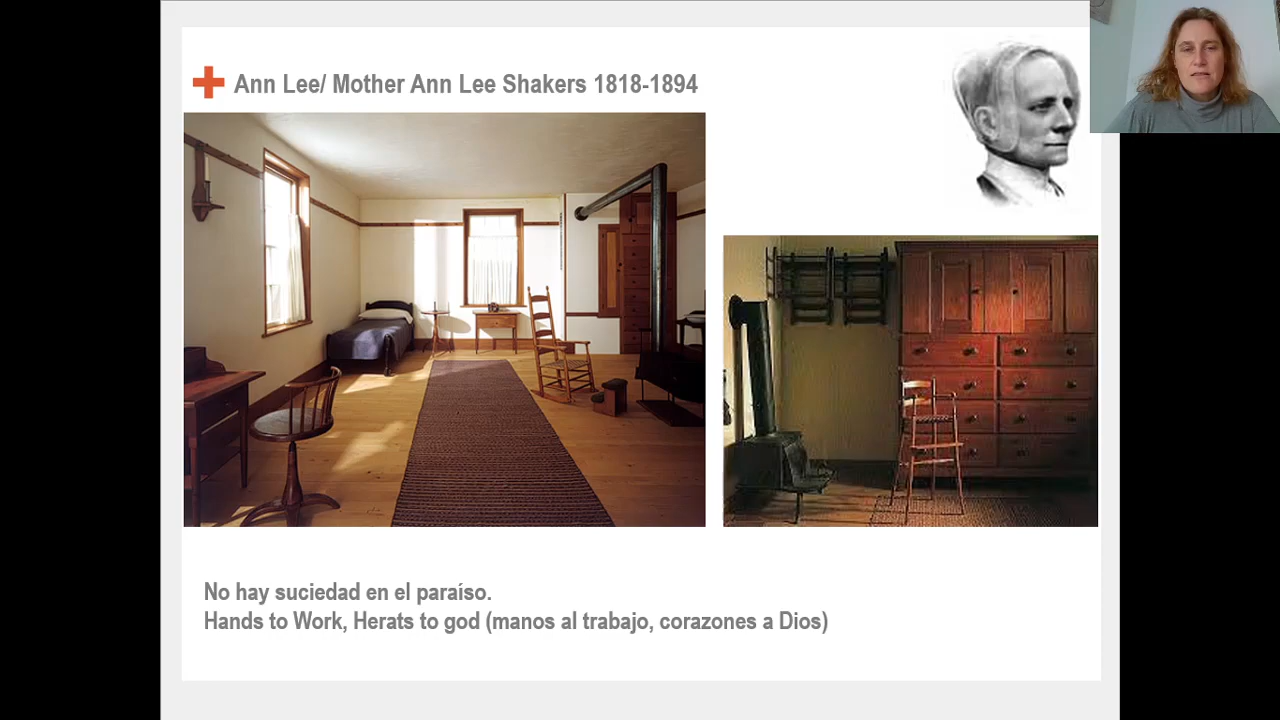 Ann Lee/ Mother Ann Lee Shakers 1818-1894
No hay suciedad en el paraíso.
Hands to Work, Herats to god (manos al trabajo, corazones a Dios)